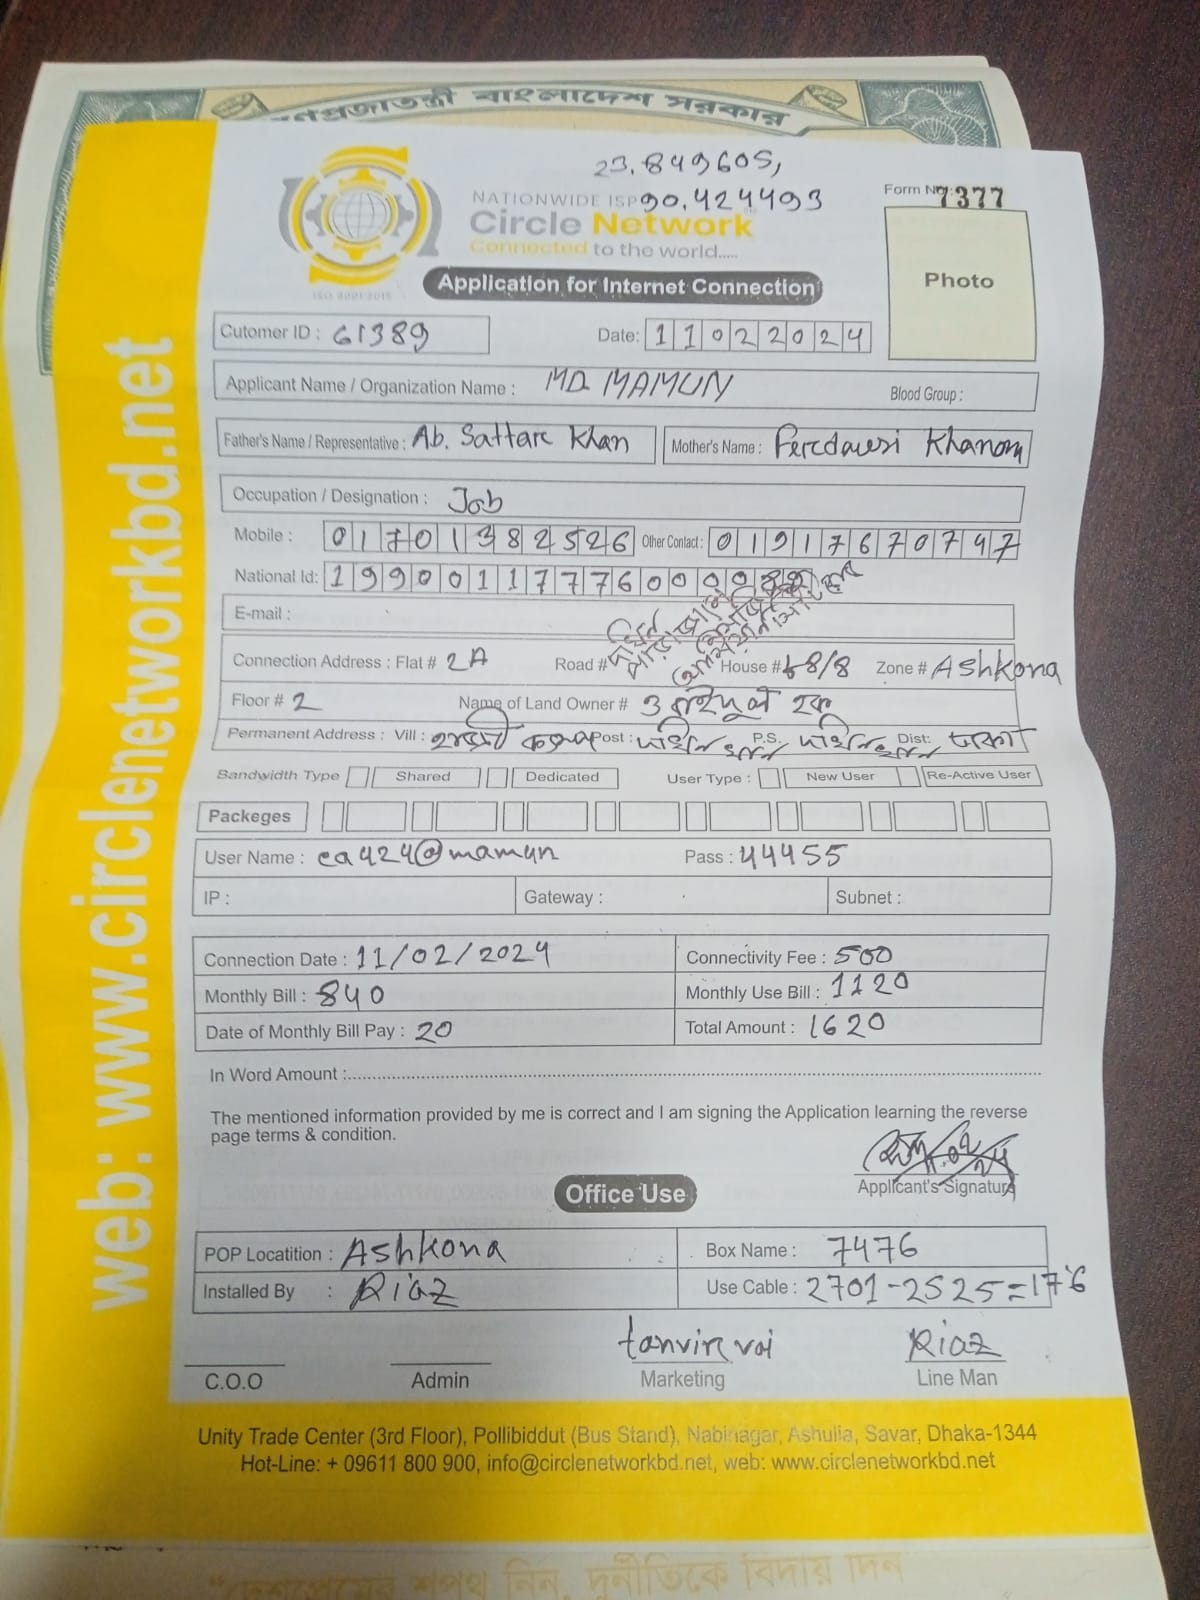 গণপ্রজাতন্ত্রী বাংলাদেশ সরকার
23.849605,
90.424493
NATIONWIDE ISP
Circle Network
Connected to the world.....
ISO 9001:2015
Form No: 7377
Photo
Application for Internet Connection
Cutomer ID : 61389
Date: 11022024
Applicant Name / Organization Name : MD. MAMUN
Blood Group :
Father's Name / Representative : Ab. Sattar Khan
Mother's Name : Ferdawsi Khanom
Occupation / Designation : Job
Mobile : 01701382526 Other Contact : 01917670747
National Id: 1990011777600
E-mail :
Connection Address : Flat # 2A Road # House # 68/8 Zone # Ashkona
Floor # 2 Name of Land Owner # হক
Permanent Address : Vill : Post : P.S. Dist: ঢাকা
Bandwidth Type Shared Dedicated User Type : New User Re-Active User
Packeges
User Name : ca424@mamun Pass : 44455
IP : Gateway : Subnet :
Connection Date : 11/02/2024 Connectivity Fee : 500
Monthly Bill : 840 Monthly Use Bill : 1120
Date of Monthly Bill Pay : 20 Total Amount : 1620
In Word Amount :
The mentioned information provided by me is correct and I am signing the Application learning the reverse
page terms & condition.
Applicant's Signature
Office Use
POP Locatition : Ashkona Box Name : 7476
Installed By : Riaz Use Cable : 2701-2525=176
tanvir vai Riaz
C.O.O Admin Marketing Line Man
Unity Trade Center (3rd Floor), Pollibiddut (Bus Stand), Nabinagar, Ashulia, Savar, Dhaka-1344
Hot-Line: + 09611 800 900, info@circlenetworkbd.net, web: www.circlenetworkbd.net
web: www.circlenetworkbd.net
"দেশপ্রেমের শপথ নিন, দুর্নীতিকে বিদায় দিন